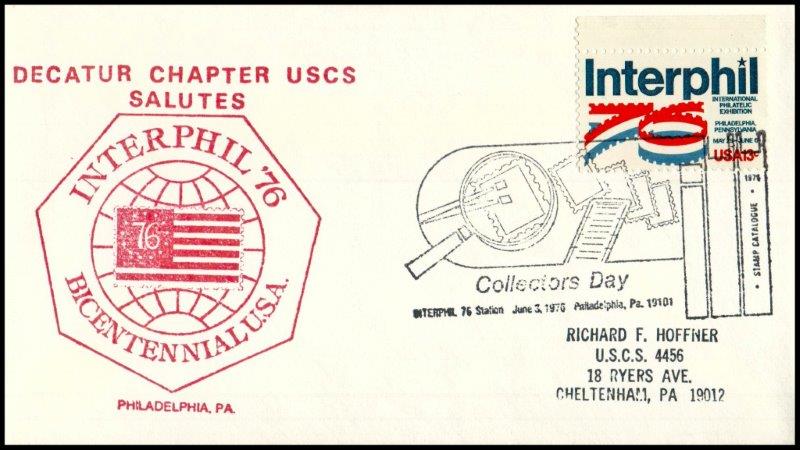 DECATUR CHAPTER USCS
SALUTES
INTERPHIL '76
76
BICENTENNIAL U.S.A.
PHILADELPHIA, PA.
Interphil
INTERNATIONAL
PHILATELIC
EXHIBITION
PHILADELPHIA,
PENNSYLVANIA
USA 13c
1976
• STAMP CATALOGUE •
Collectors Day
INTERPHIL 76 Station June 3, 1976 Philadelphia, Pa. 19101
RICHARD F. HOFFNER
U.S.C.S. 4456
18 RYERS AVE.
CHELTENHAM, PA 19012